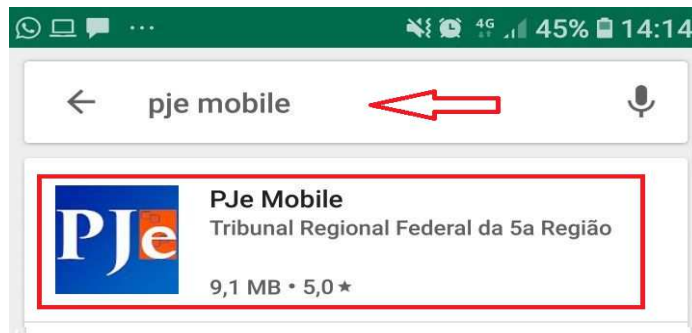 4G 45% 14:14
pje mobile
PJe
PJe Mobile
Tribunal Regional Federal da 5a Região
9,1 MB • 5,0 ★